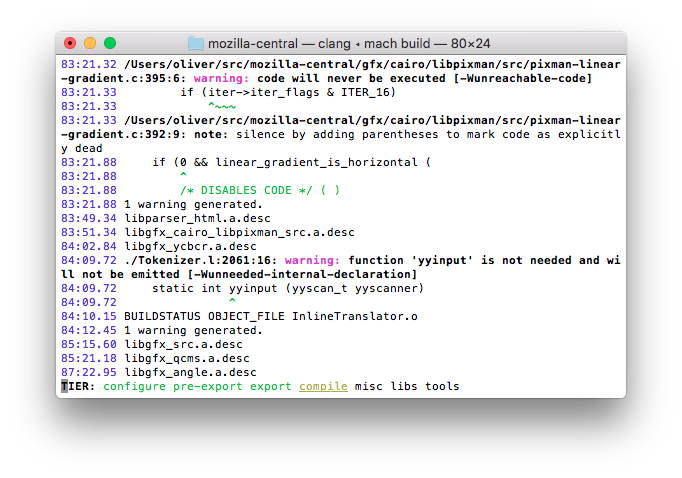 mozilla-central — clang ◂ mach build — 80×24
83:21.32 /Users/oliver/src/mozilla-central/gfx/cairo/libpixman/src/pixman-linear
-gradient.c:395:6: warning: code will never be executed [-Wunreachable-code]
83:21.33         if (iter->iter_flags & ITER_16)
83:21.33             ^~~~
83:21.33 /Users/oliver/src/mozilla-central/gfx/cairo/libpixman/src/pixman-linear
-gradient.c:392:9: note: silence by adding parentheses to mark code as explicitl
y dead
83:21.88     if (0 && linear_gradient_is_horizontal (
83:21.88         ^
83:21.88         /* DISABLES CODE */ ( )
83:21.88 1 warning generated.
83:49.34 libparser_html.a.desc
83:51.34 libgfx_cairo_libpixman_src.a.desc
84:02.84 libgfx_ycbcr.a.desc
84:09.72 ./Tokenizer.l:2061:16: warning: function 'yyinput' is not needed and wi
ll not be emitted [-Wunneeded-internal-declaration]
84:09.72     static int yyinput (yyscan_t yyscanner)
84:09.72                ^
84:10.15 BUILDSTATUS OBJECT_FILE InlineTranslator.o
84:12.45 1 warning generated.
85:15.60 libgfx_src.a.desc
85:21.18 libgfx_qcms.a.desc
87:22.95 libgfx_angle.a.desc
TIER: configure pre-export export compile misc libs tools